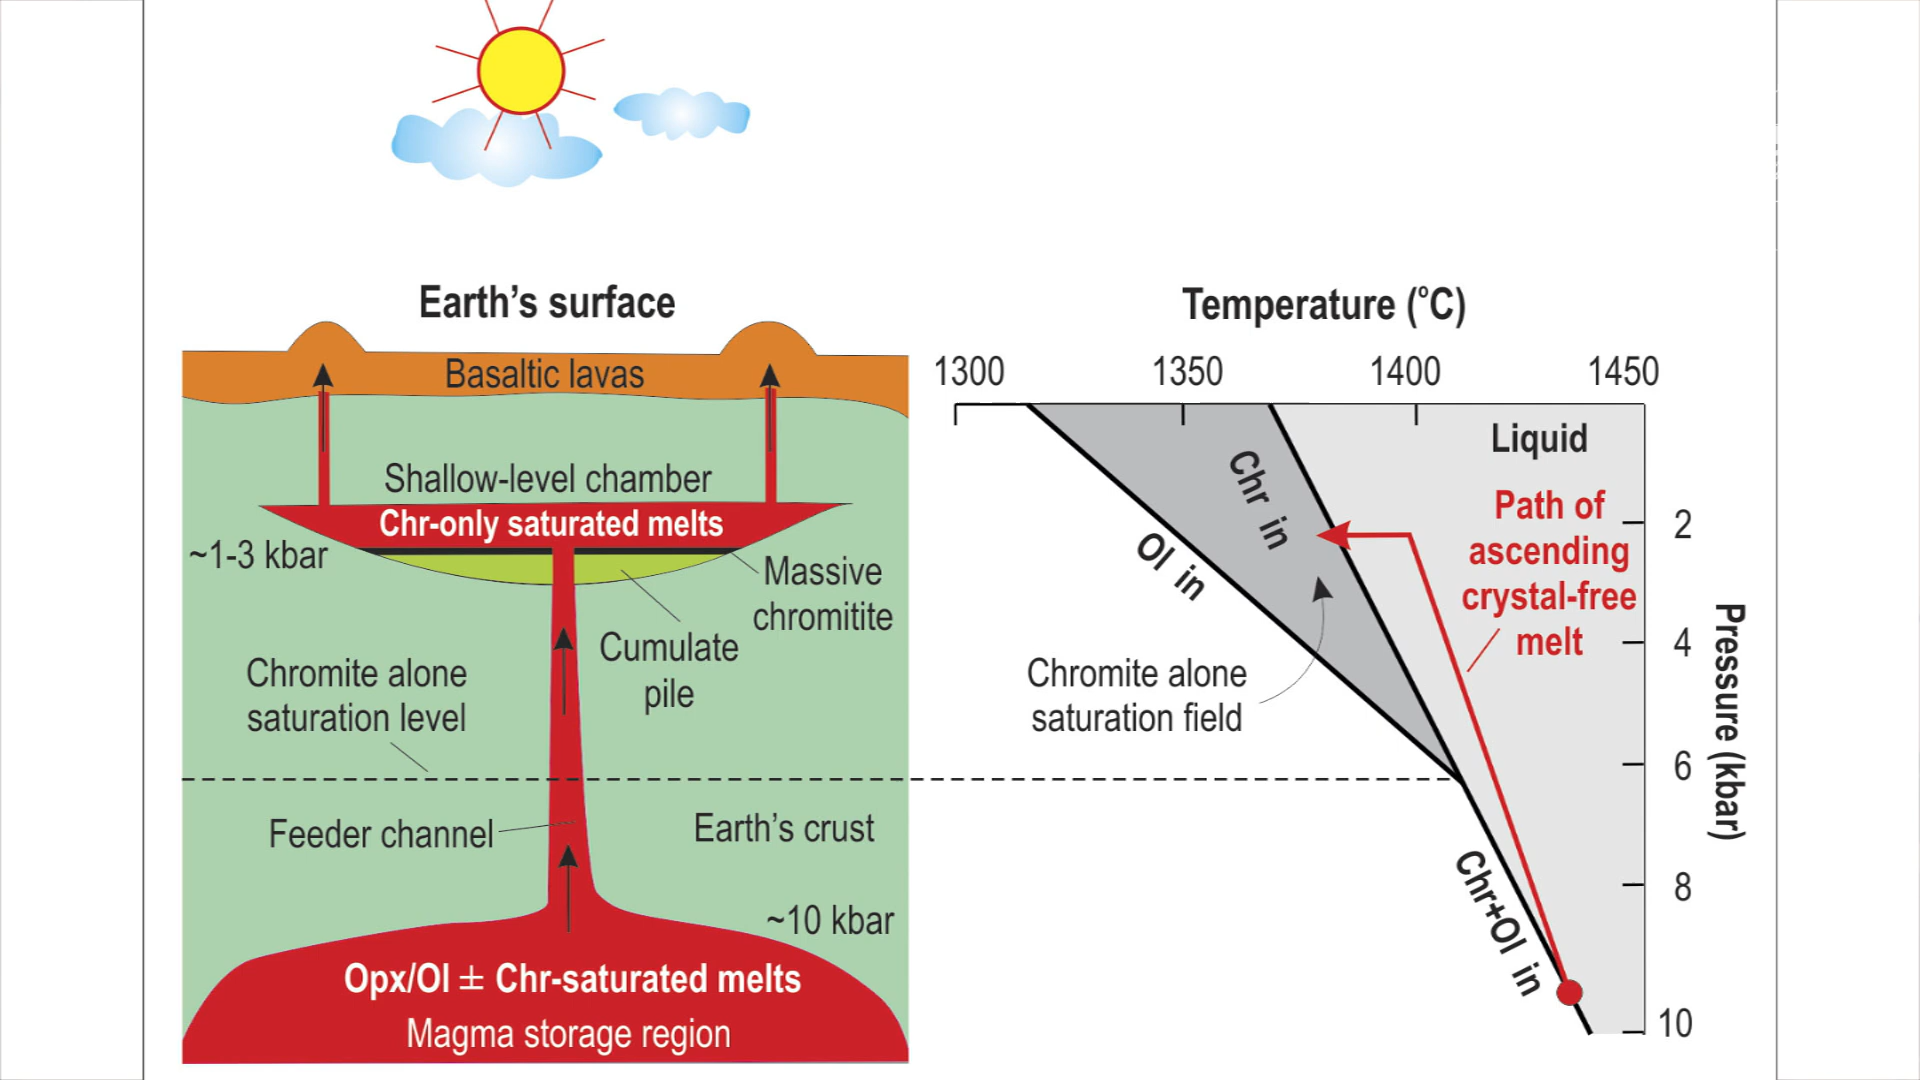 Earth's surface
Basaltic lavas
Shallow-level chamber
Chr-only saturated melts
~1-3 kbar
Massive
chromitite
Cumulate
pile
Chromite alone
saturation level
Feeder channel
Earth's crust
~10 kbar
Opx/Ol ± Chr-saturated melts
Magma storage region
Temperature (°C)
1300 1350 1400 1450
Liquid
Path of
ascending
crystal-free
melt
Chr in
Ol in
Chromite alone
saturation field
Chr+Ol in
2
4
6
8
10
Pressure (kbar)